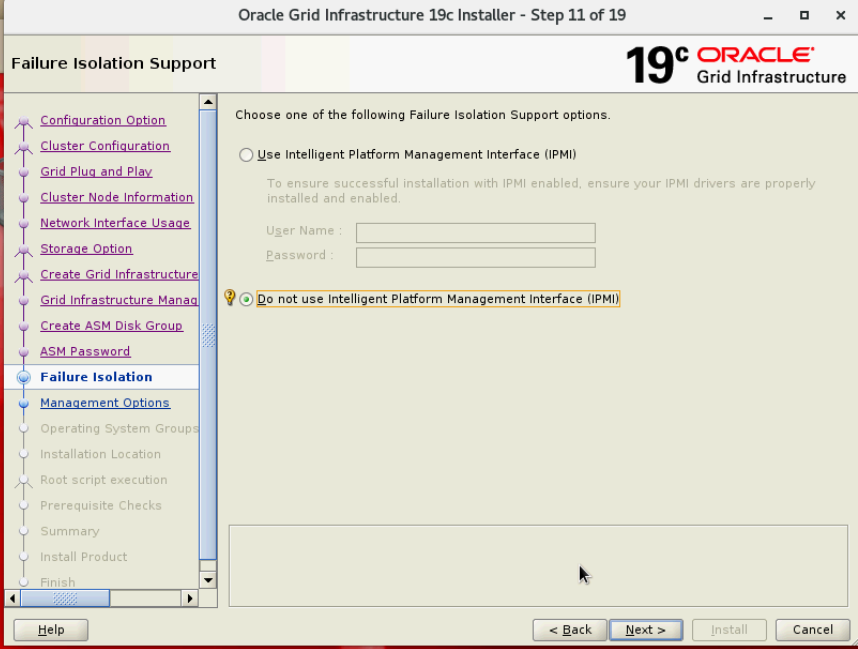 Oracle Grid Infrastructure 19c Installer - Step 11 of 19
Failure Isolation Support
19c ORACLE
Grid Infrastructure
Configuration Option
Cluster Configuration
Grid Plug and Play
Cluster Node Information
Network Interface Usage
Storage Option
Create Grid Infrastructure
Grid Infrastructure Manag
Create ASM Disk Group
ASM Password
Failure Isolation
Management Options
Operating System Groups
Installation Location
Root script execution
Prerequisite Checks
Summary
Install Product
Finish
Choose one of the following Failure Isolation Support options.
Use Intelligent Platform Management Interface (IPMI)
To ensure successful installation with IPMI enabled, ensure your IPMI drivers are properly
installed and enabled.
User Name :
Password :
Do not use Intelligent Platform Management Interface (IPMI)
Help
< Back
Next >
Install
Cancel